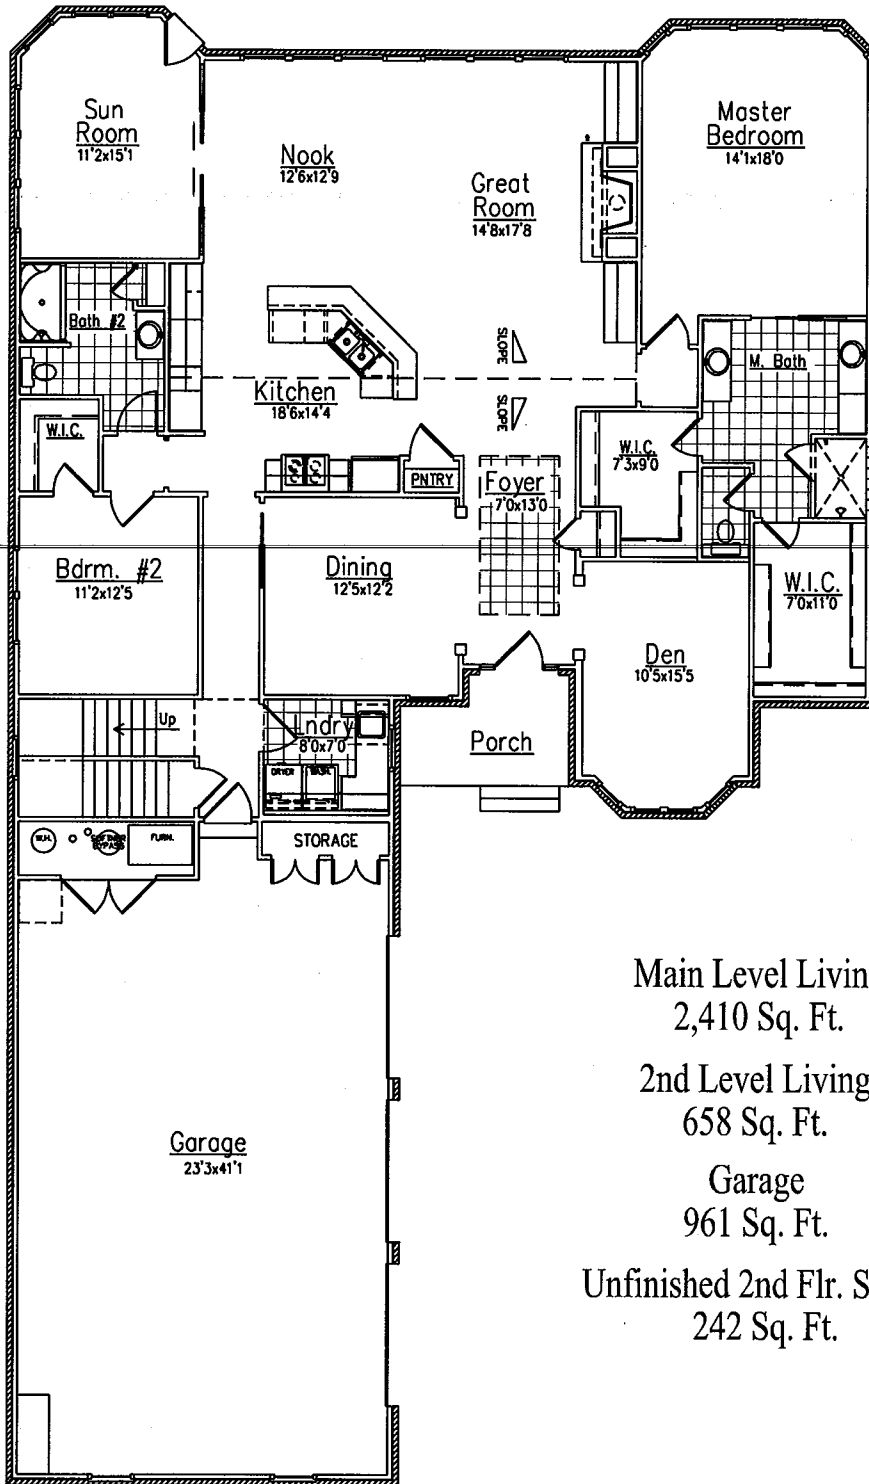 Sun
Room
11'2x15'1
Nook
12'6x12'9
Great
Room
14'8x17'8
Master
Bedroom
14'1x18'0
Bath #2
SLOPE
SLOPE
M. Bath
Kitchen
18'6x14'4
W.I.C.
W.I.C.
7'3x9'0
PNTRY
Foyer
7'0x13'0
Bdrm. #2
11'2x12'5
Dining
12'5x12'2
W.I.C.
7'0x11'0
Den
10'5x15'5
Up
Lndry
8'0x7'0
Porch
DRYER
WASH.
W.H.
SOFTNER
BYPASS
FURN.
STORAGE
Main Level Livin
2,410 Sq. Ft.
2nd Level Living
658 Sq. Ft.
Garage
23'3x41'1
Garage
961 Sq. Ft.
Unfinished 2nd Flr. S
242 Sq. Ft.